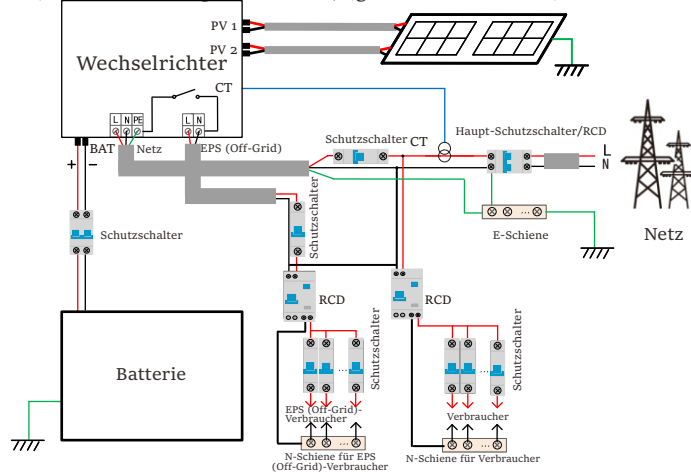 PV 1
PV 2
Wechselrichter
CT
L N PE
L N
BAT
Netz
EPS (Off-Grid)
+
−
Schutzschalter
CT
Haupt-Schutzschalter/RCD
L
N
Schutzschalter
Schutzschalter
E-Schiene
Netz
RCD
RCD
Batterie
Schutzschalter
Schutzschalter
...
...
...
EPS (Off-Grid)-
Verbraucher
Verbraucher
...
...
N-Schiene für EPS
(Off-Grid)-Verbraucher
N-Schiene für Verbraucher